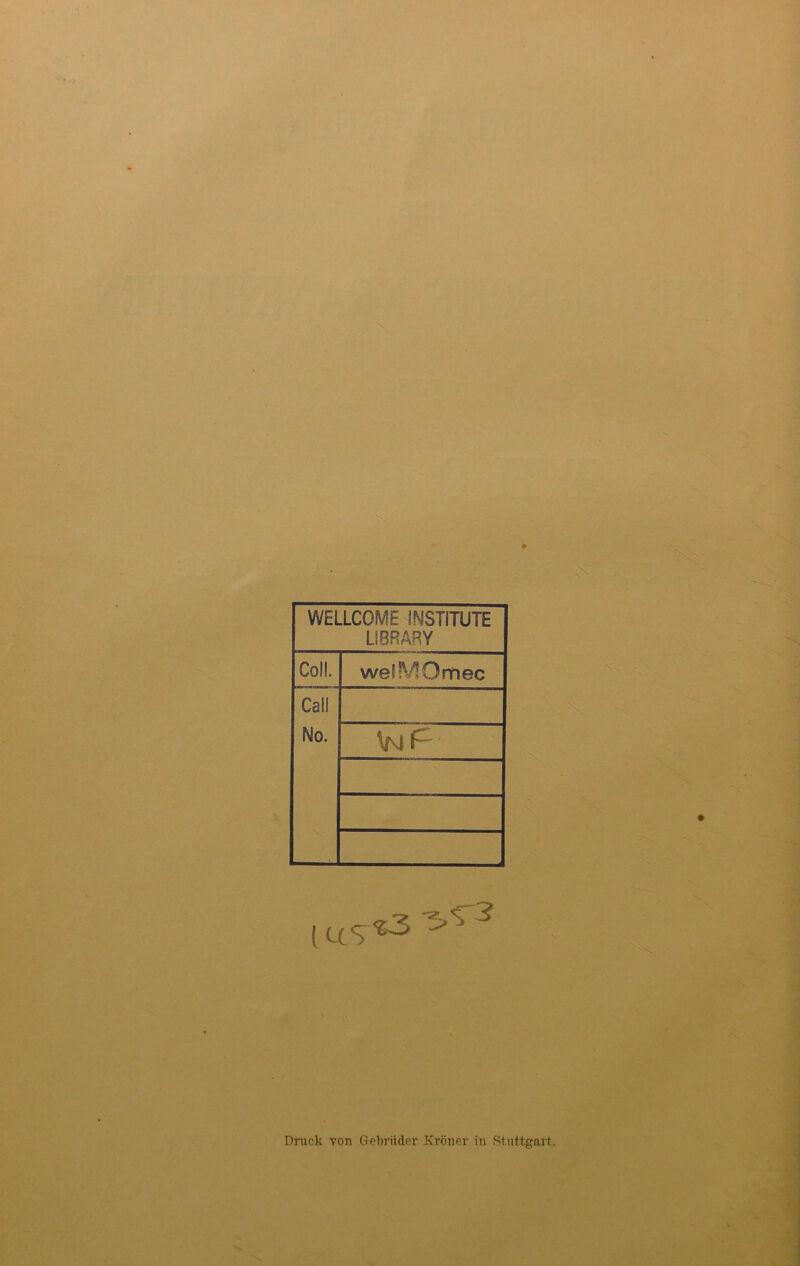 WELLCOME INSTITUTE
LIBRARY
Coll. welMOmec
Call
No. WF
Druck von Gebrüder Kröner in Stuttgart.